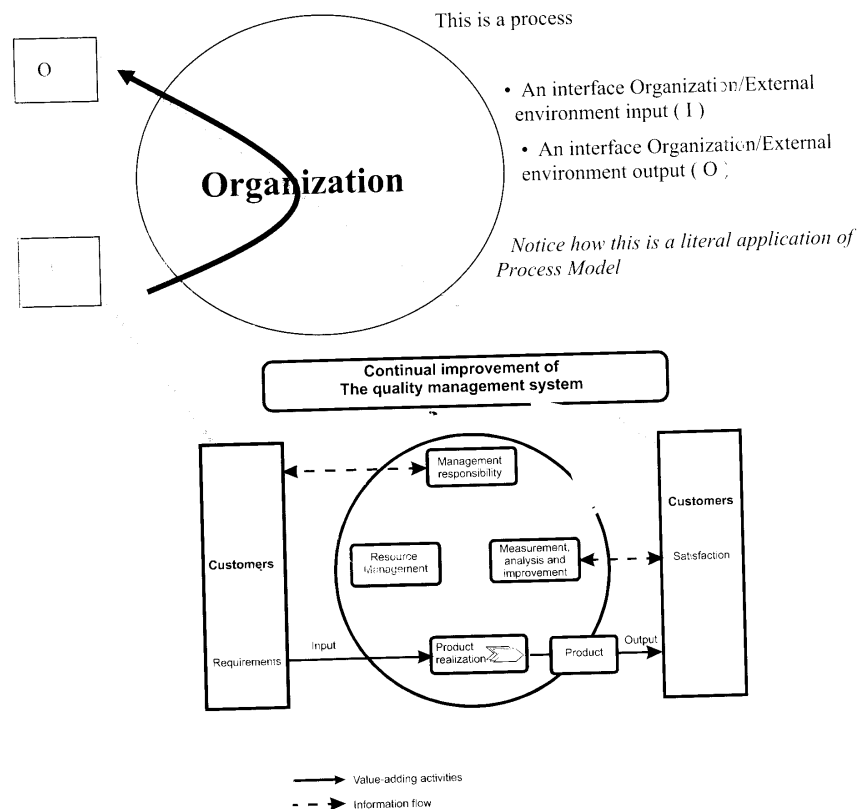 This is a process
O
• An interface Organization/External
environment input ( I )
• An interface Organization/External
environment output ( O )
Organization
Notice how this is a literal application of
Process Model
Continual improvement of
The quality management system
Management
responsibility
Customers
Satisfaction
Resource
Management
Measurement,
analysis and
improvement
Customers
Requirements
Input
Product
realization
Product
Output
Value-adding activities
Information flow